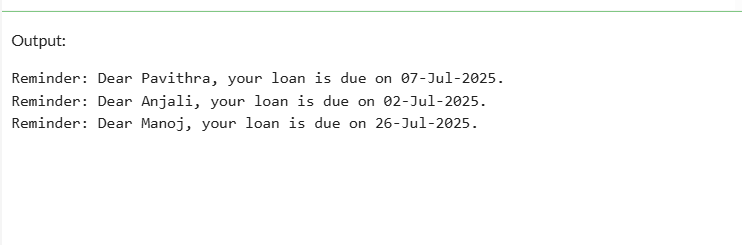 Output:
Reminder: Dear Pavithra, your loan is due on 07-Jul-2025.
Reminder: Dear Anjali, your loan is due on 02-Jul-2025.
Reminder: Dear Manoj, your loan is due on 26-Jul-2025.